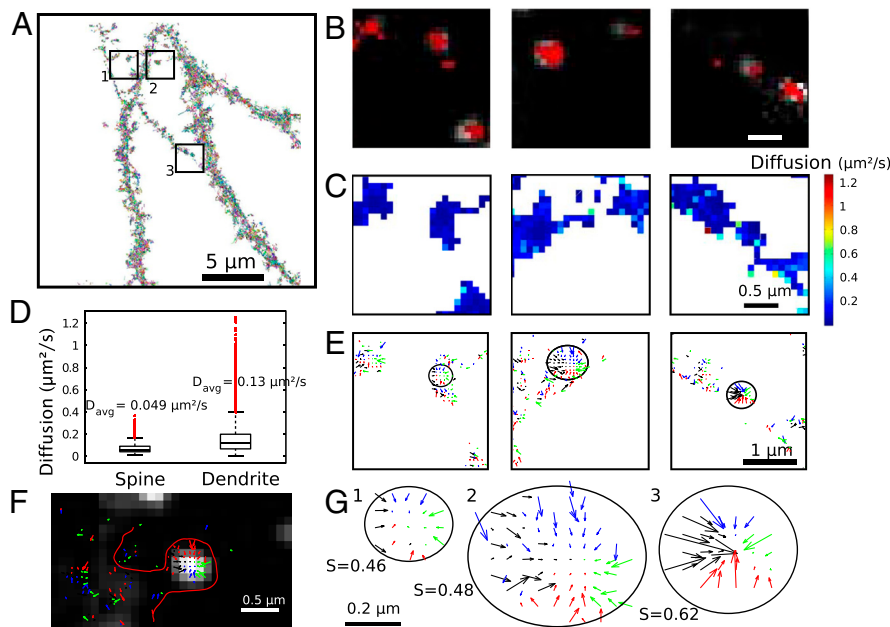 A
1
2
3
5 µm
B
Diffusion (µm²/s)
1.2
1.0
0.8
0.6
0.4
0.2
C
0.5 µm
D
Diffusion (µm²/s)
1.2
1
0.8
0.6
0.4
0.2
0
Davg = 0.049 µm²/s
Davg = 0.13 µm²/s
Spine
Dendrite
E
1 µm
F
0.5 µm
G
1
2
3
S=0.46
S=0.48
S=0.62
0.2 µm